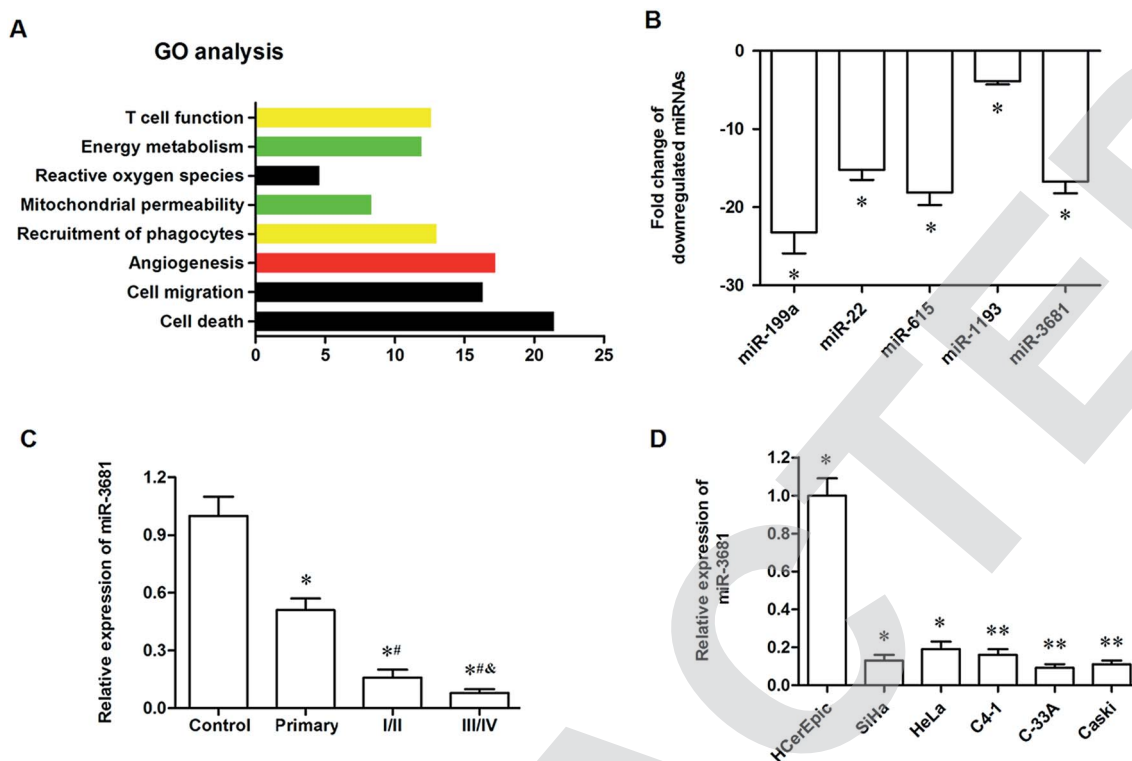 A
GO analysis
T cell function
Energy metabolism
Reactive oxygen species
Mitochondrial permeability
Recruitment of phagocytes
Angiogenesis
Cell migration
Cell death
0 5 10 15 20 25
B
Fold change of
downregulated miRNAs
0
-10
-20
-30
* * * * *
miR-199a miR-22 miR-615 miR-1193 miR-3681
C
Relative expression of miR-3681
1.2
0.9
0.6
0.3
0.0
* *# *#&
Control Primary I/II III/IV
D
Relative expression of
miR-3681
1.2
1.0
0.8
0.6
0.4
0.2
0.0
* * * ** ** **
HCerEpic SiHa HeLa C4-1 C-33A Caski